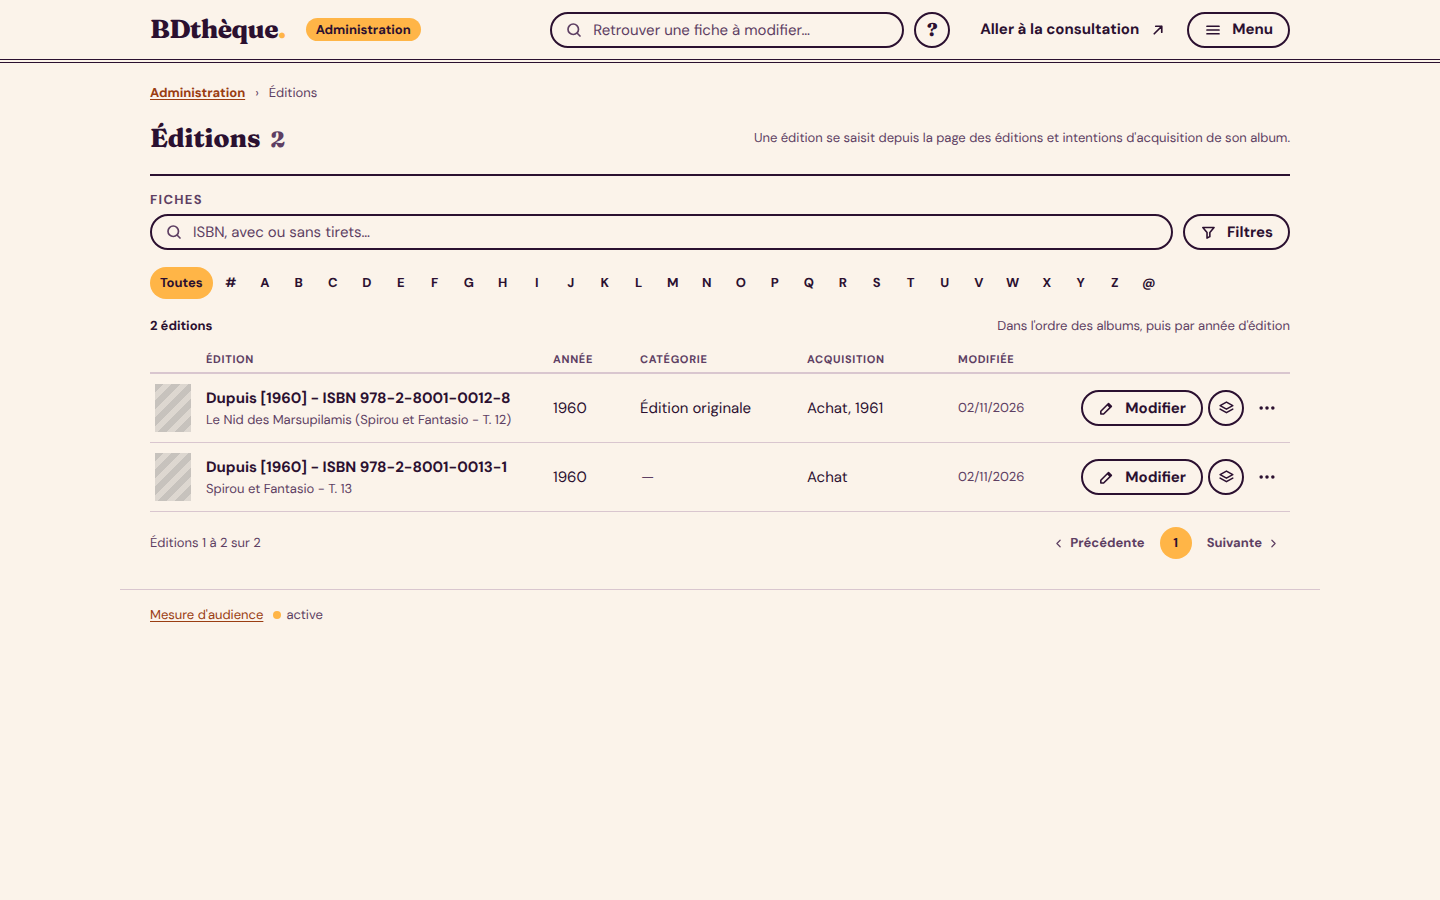 BDthèque.
Administration
Retrouver une fiche à modifier…
?
Aller à la consultation
Menu
Administration › Éditions
Éditions 2
Une édition se saisit depuis la page des éditions et intentions d'acquisition de son album.
FICHES
ISBN, avec ou sans tirets…
Filtres
Toutes # A B C D E F G H I J K L M N O P Q R S T U V W X Y Z @
2 éditions
Dans l'ordre des albums, puis par année d'édition
ÉDITION ANNÉE CATÉGORIE ACQUISITION MODIFIÉE
Dupuis [1960] - ISBN 978-2-8001-0012-8
Le Nid des Marsupilamis (Spirou et Fantasio - T. 12)
1960 Édition originale Achat, 1961 02/11/2026 Modifier
Dupuis [1960] - ISBN 978-2-8001-0013-1
Spirou et Fantasio - T. 13
1960 — Achat 02/11/2026 Modifier
Éditions 1 à 2 sur 2
‹ Précédente 1 Suivante ›
Mesure d'audience active